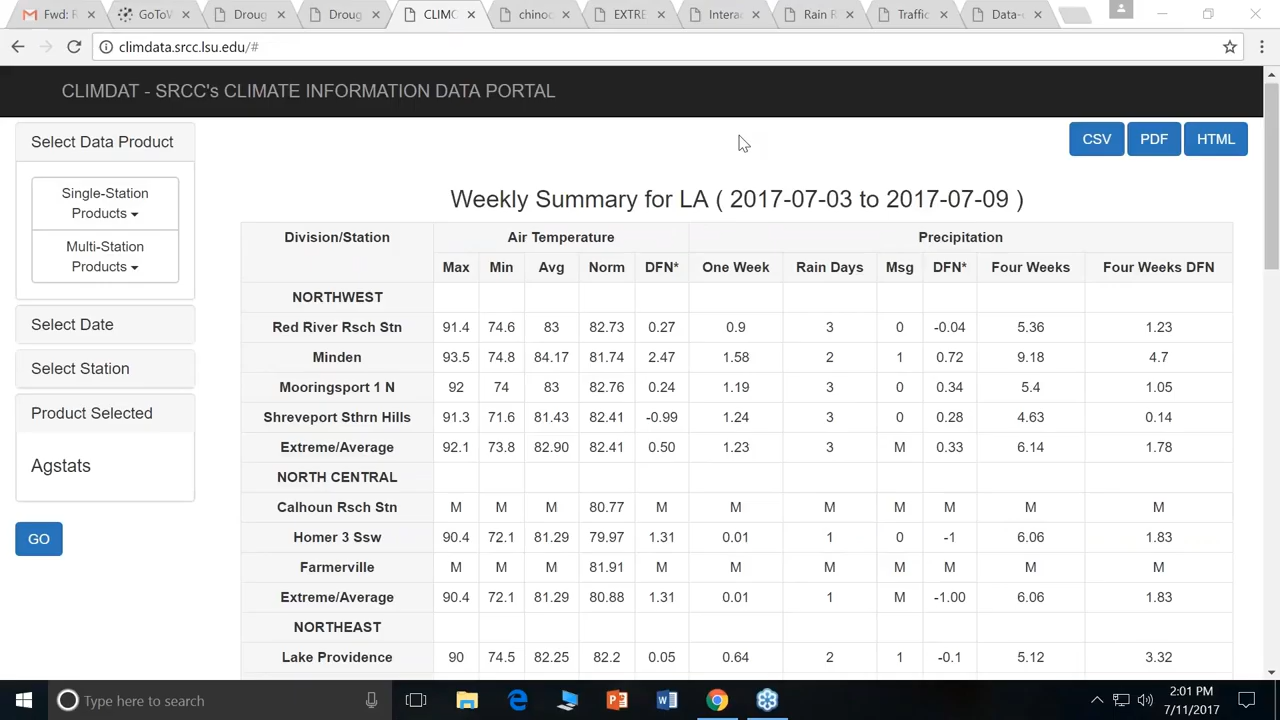 Fwd: F
GoToW
Droug
Droug
CLIMC
chinoc
EXTRE
Intera
Rain R
Traffic
Data-
climdata.srcc.lsu.edu/#
CLIMDAT - SRCC's CLIMATE INFORMATION DATA PORTAL
Select Data Product
Single-Station
Products
Multi-Station
Products
Select Date
Select Station
Product Selected
Agstats
GO
CSV PDF HTML
Weekly Summary for LA ( 2017-07-03 to 2017-07-09 )
Division/Station Air Temperature Precipitation
Max Min Avg Norm DFN* One Week Rain Days Msg DFN* Four Weeks Four Weeks DFN
NORTHWEST
Red River Rsch Stn 91.4 74.6 83 82.73 0.27 0.9 3 0 -0.04 5.36 1.23
Minden 93.5 74.8 84.17 81.74 2.47 1.58 2 1 0.72 9.18 4.7
Mooringsport 1 N 92 74 83 82.76 0.24 1.19 3 0 0.34 5.4 1.05
Shreveport Sthrn Hills 91.3 71.6 81.43 82.41 -0.99 1.24 3 0 0.28 4.63 0.14
Extreme/Average 92.1 73.8 82.90 82.41 0.50 1.23 3 M 0.33 6.14 1.78
NORTH CENTRAL
Calhoun Rsch Stn M M M 80.77 M M M M M M M
Homer 3 Ssw 90.4 72.1 81.29 79.97 1.31 0.01 1 0 -1 6.06 1.83
Farmerville M M M 81.91 M M M M M M M
Extreme/Average 90.4 72.1 81.29 80.88 1.31 0.01 1 M -1.00 6.06 1.83
NORTHEAST
Lake Providence 90 74.5 82.25 82.2 0.05 0.64 2 1 -0.1 5.12 3.32
Type here to search
2:01 PM
7/11/2017